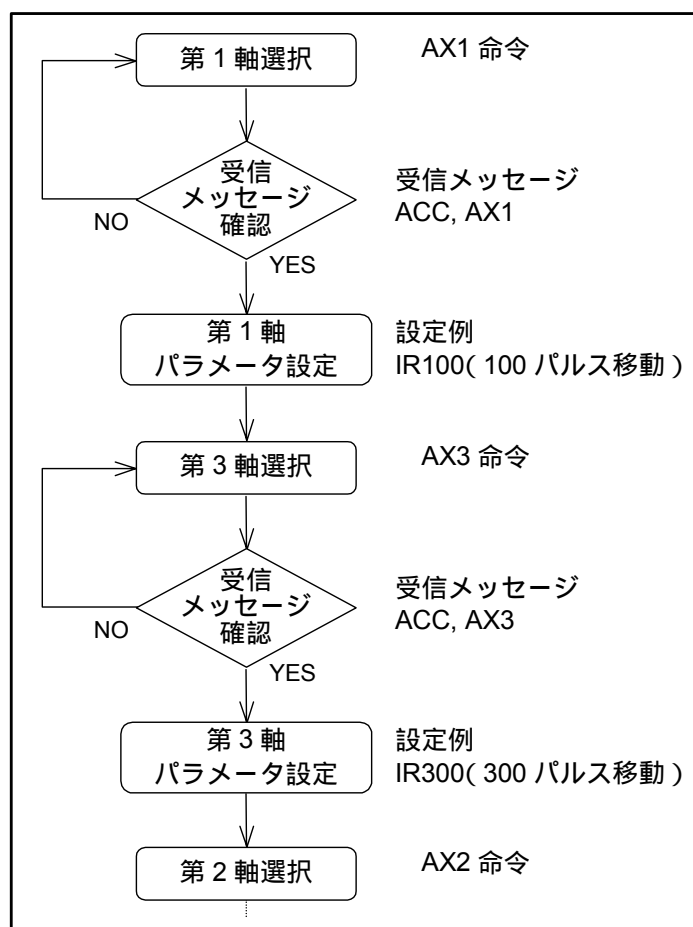 第1軸選択
AX1 命令
受信
メッセージ
確認
NO
YES
受信メッセージ
ACC, AX1
第1軸
パラメータ設定
設定例
IR100( 100 パルス移動 )
第3軸選択
AX3 命令
受信
メッセージ
確認
NO
YES
受信メッセージ
ACC, AX3
第3軸
パラメータ設定
設定例
IR300( 300 パルス移動 )
第2軸選択
AX2 命令